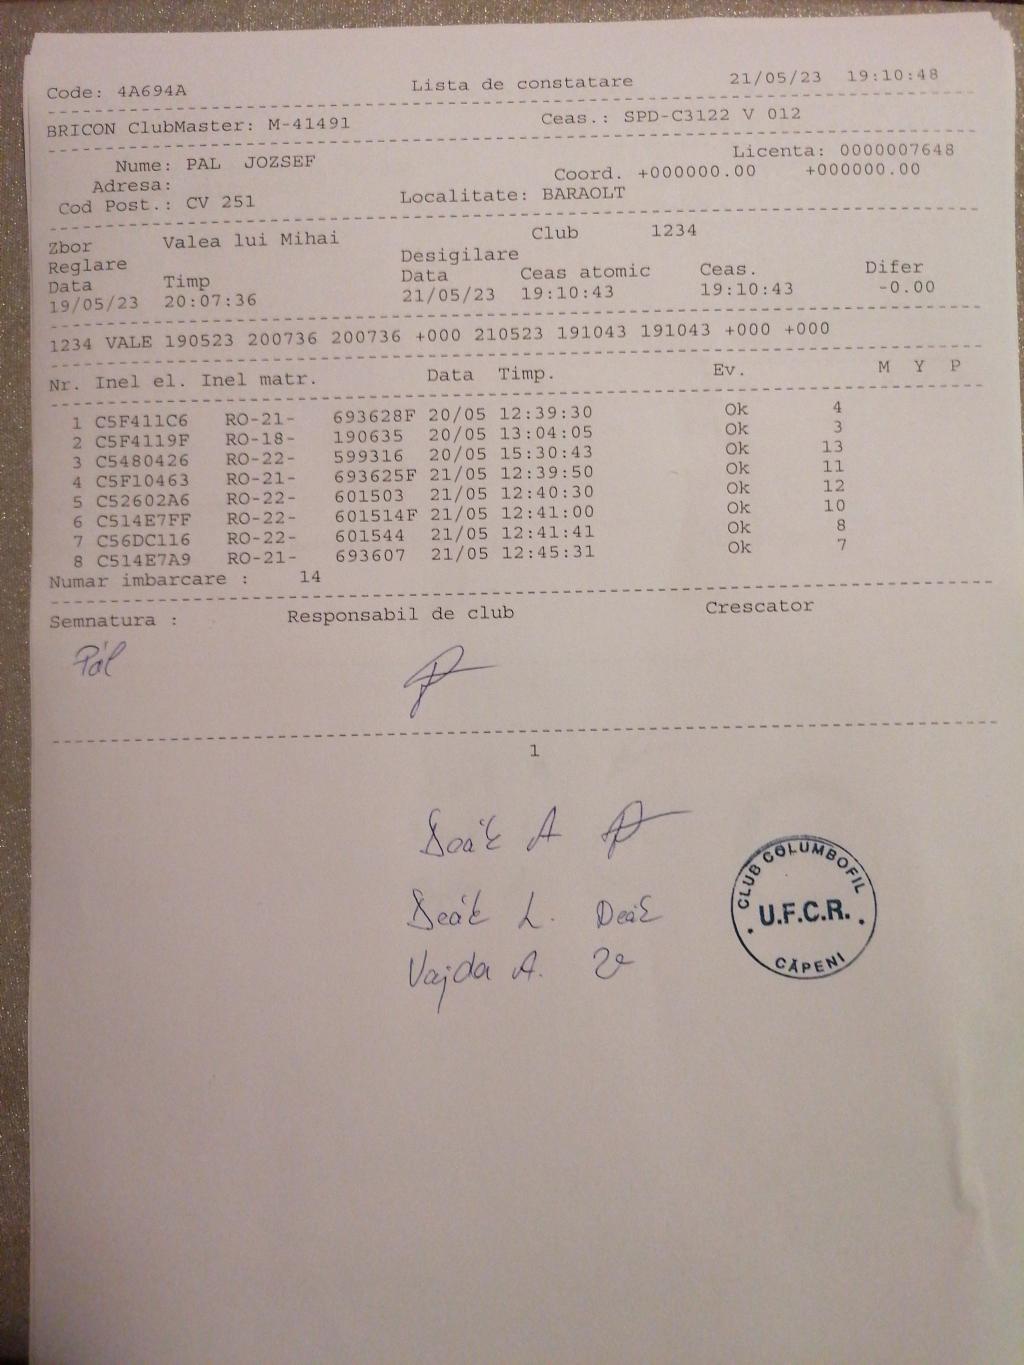 Code: 4A694A Lista de constatare 21/05/23 19:10:48
BRICON ClubMaster: M-41491 Ceas.: SPD-C3122 V 012
Nume: PAL JOZSEF Licenta: 0000007648
Adresa: Coord. +000000.00 +000000.00
Cod Post.: CV 251 Localitate: BARAOLT
Zbor Valea lui Mihai Club 1234
Reglare Desigilare
Data Timp Data Ceas atomic Ceas. Difer
19/05/23 20:07:36 21/05/23 19:10:43 19:10:43 -0.00
1234 VALE 190523 200736 200736 +000 210523 191043 191043 +000 +000
Nr. Inel el. Inel matr. Data Timp. Ev. M Y P
1 C5F411C6 RO-21- 693628F 20/05 12:39:30 Ok 4
2 C5F4119F RO-18- 190635 20/05 13:04:05 Ok 3
3 C5480426 RO-22- 599316 20/05 15:30:43 Ok 13
4 C5F10463 RO-21- 693625F 21/05 12:39:50 Ok 11
5 C52602A6 RO-22- 601503 21/05 12:40:30 Ok 12
6 C514E7FF RO-22- 601514F 21/05 12:41:00 Ok 10
7 C56DC116 RO-22- 601544 21/05 12:41:41 Ok 8
8 C514E7A9 RO-21- 693607 21/05 12:45:31 Ok 7
Numar imbarcare : 14
Semnatura : Responsabil de club Crescator
Pál
1
Deák A
Deák L. Deák
Vajda A.
CLUB COLUMBOFIL
U.F.C.R.
CĂPENI